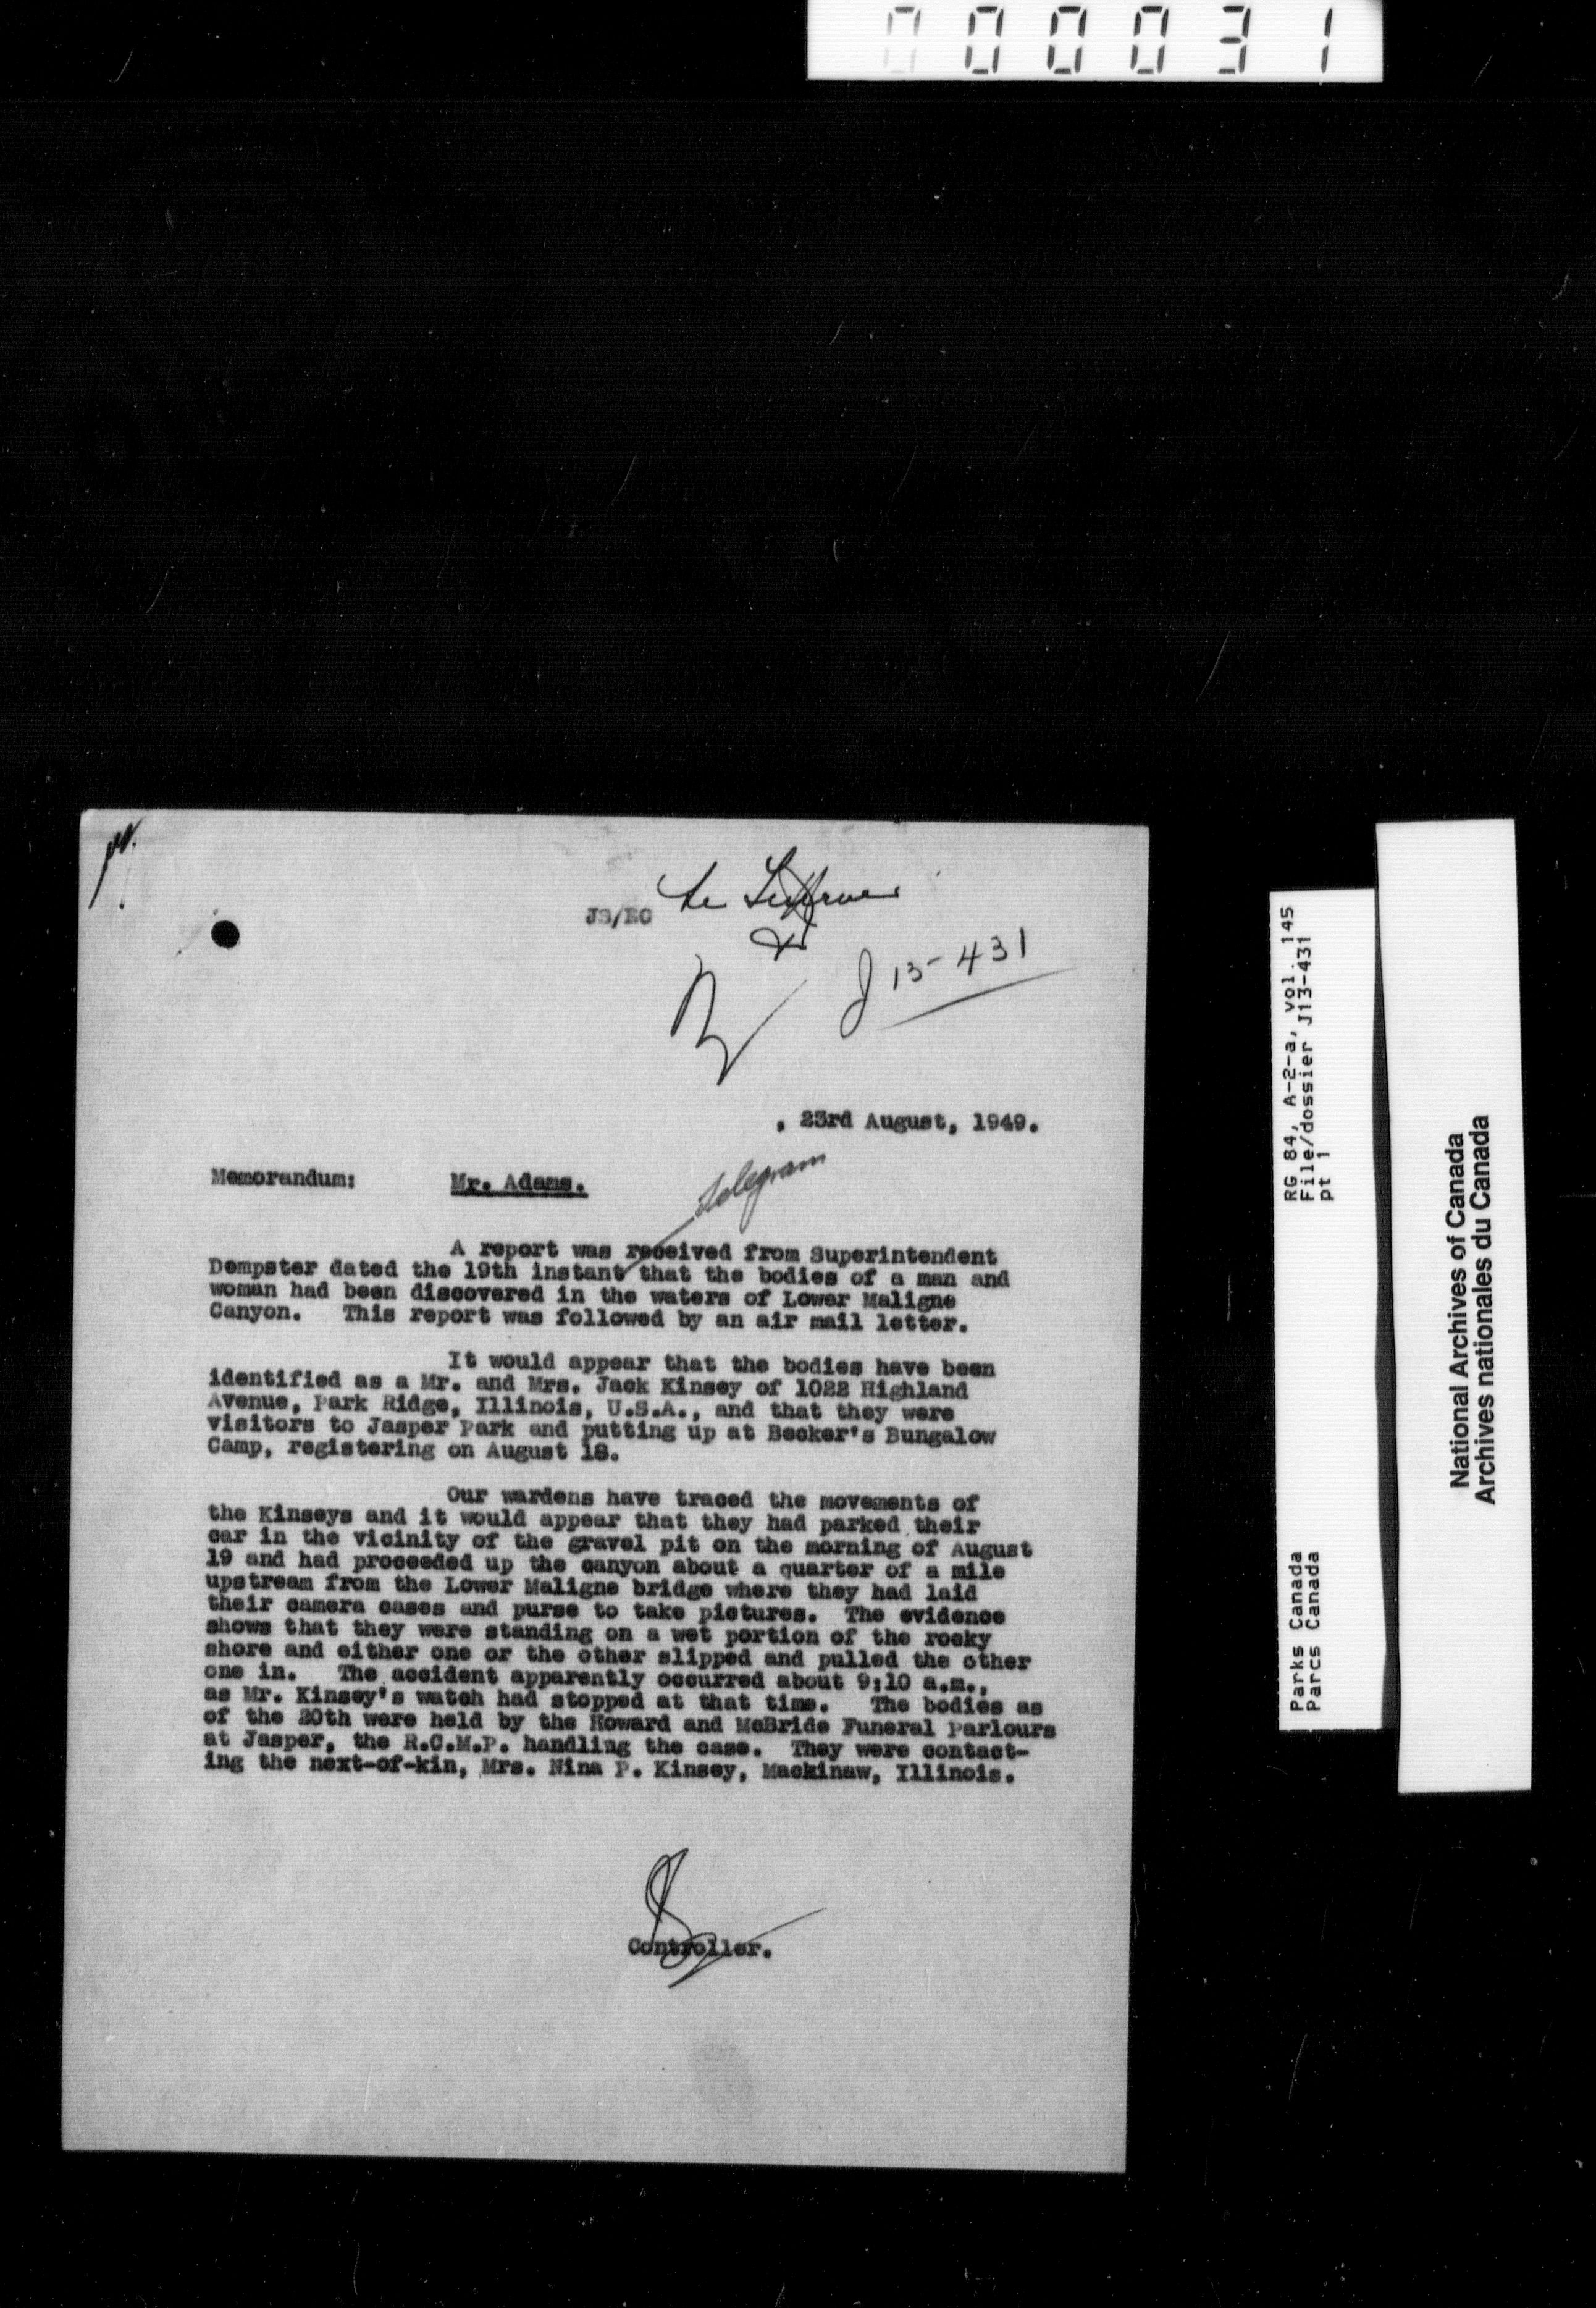 000031
JS/EC
J 13-431
, 23rd August, 1949.
Memorandum: Mr. Adams.
telegram
A report was received from Superintendent
Dempster dated the 19th instant that the bodies of a man and
woman had been discovered in the waters of Lower Maligne
Canyon. This report was followed by an air mail letter.
It would appear that the bodies have been
identified as a Mr. and Mrs. Jack Kinsey of 1022 Highland
Avenue, Park Ridge, Illinois, U.S.A., and that they were
visitors to Jasper Park and putting up at Becker's Bungalow
Camp, registering on August 18.
Our wardens have traced the movements of
the Kinseys and it would appear that they had parked their
car in the vicinity of the gravel pit on the morning of August
19 and had proceeded up the canyon about a quarter of a mile
upstream from the Lower Maligne bridge where they had laid
their camera cases and purse to take pictures. The evidence
shows that they were standing on a wet portion of the rocky
shore and either one or the other slipped and pulled the other
one in. The accident apparently occurred about 9:10 a.m.,
as Mr. Kinsey's watch had stopped at that time. The bodies as
of the 20th were held by the Howard and McBride Funeral Parlours
at Jasper, the R.C.M.P. handling the case. They were contact-
ing the next-of-kin, Mrs. Nina P. Kinsey, Mackinaw, Illinois.
Controller.
Parks Canada RG 84, A-2-a, vol. 145
Parcs Canada File/dossier J13-431
pt 1
National Archives of Canada
Archives nationales du Canada